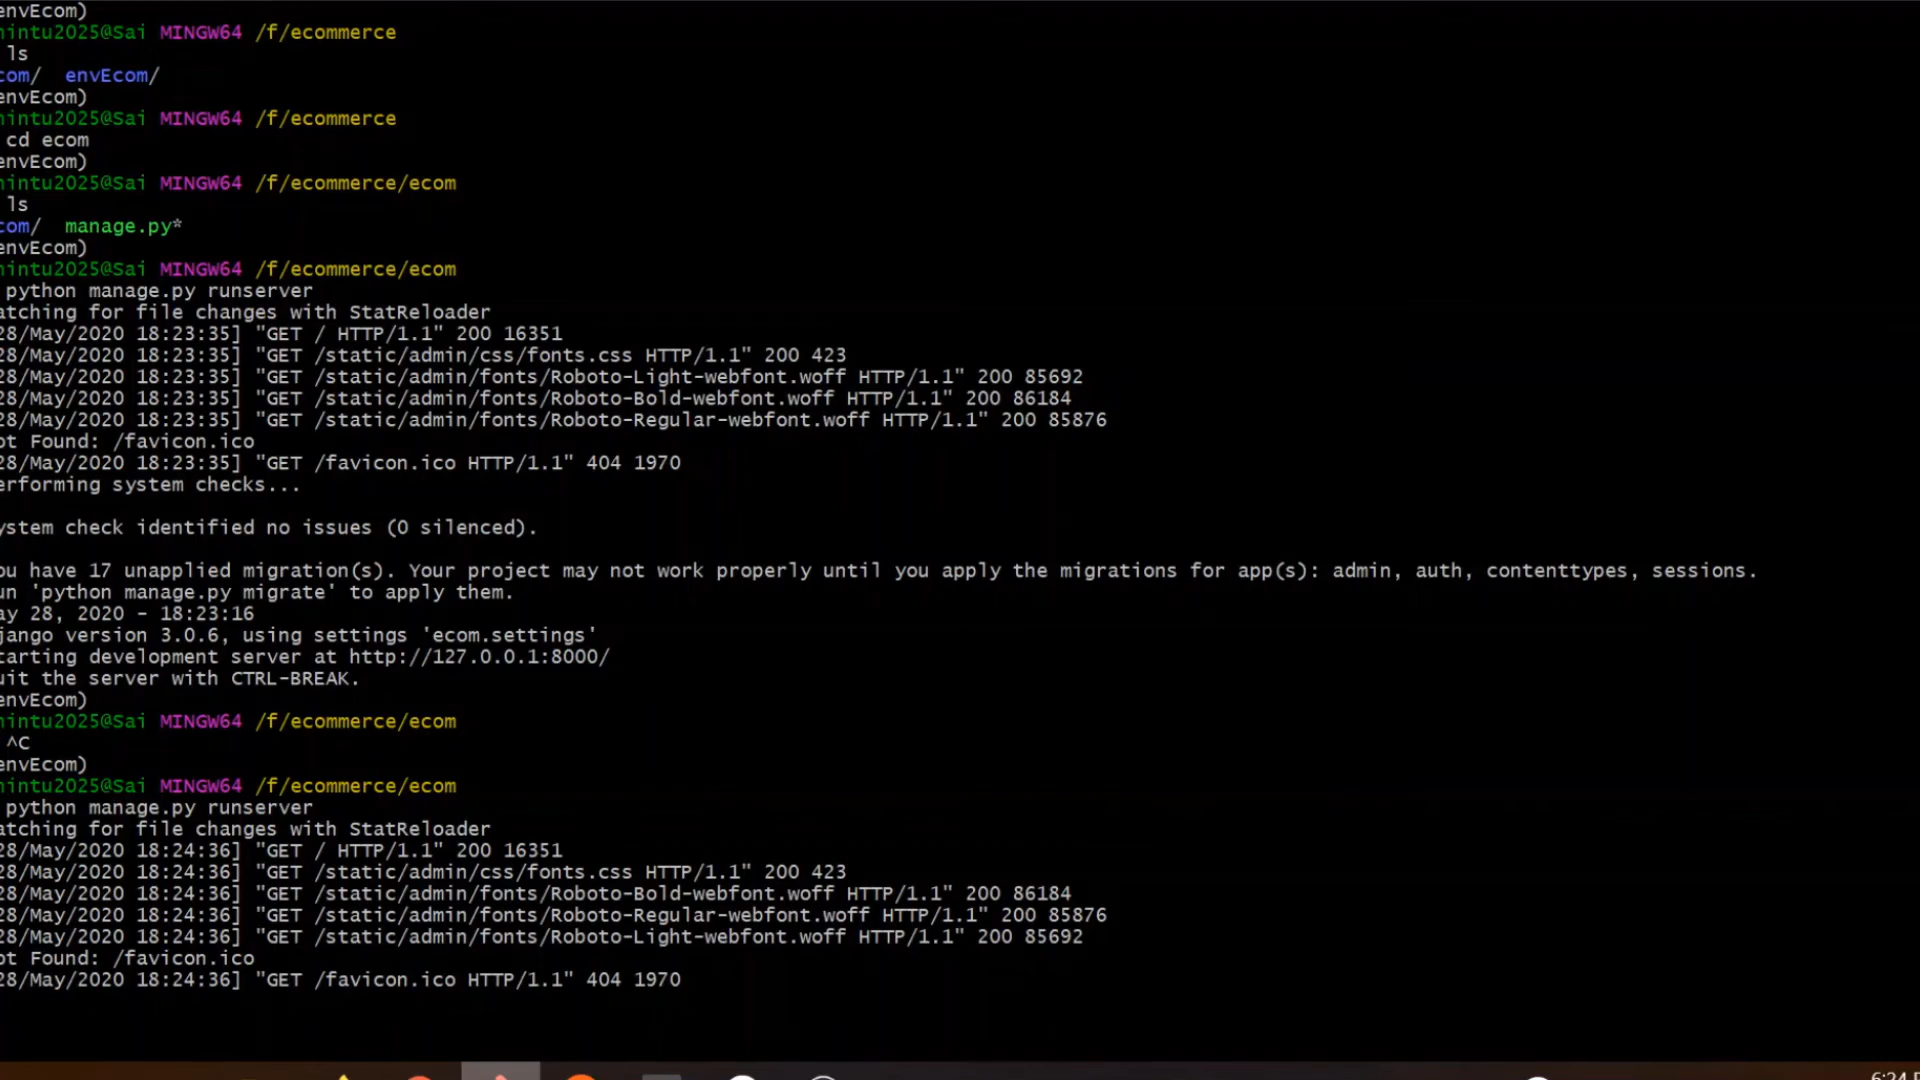 envEcom)
hintu2025@Sai MINGW64 /f/ecommerce
ls
com/ envEcom/
envEcom)
hintu2025@Sai MINGW64 /f/ecommerce
cd ecom
envEcom)
hintu2025@Sai MINGW64 /f/ecommerce/ecom
ls
com/ manage.py*
envEcom)
hintu2025@Sai MINGW64 /f/ecommerce/ecom
python manage.py runserver
atching for file changes with StatReloader
28/May/2020 18:23:35] "GET / HTTP/1.1" 200 16351
28/May/2020 18:23:35] "GET /static/admin/css/fonts.css HTTP/1.1" 200 423
28/May/2020 18:23:35] "GET /static/admin/fonts/Roboto-Light-webfont.woff HTTP/1.1" 200 85692
28/May/2020 18:23:35] "GET /static/admin/fonts/Roboto-Bold-webfont.woff HTTP/1.1" 200 86184
28/May/2020 18:23:35] "GET /static/admin/fonts/Roboto-Regular-webfont.woff HTTP/1.1" 200 85876
ot Found: /favicon.ico
28/May/2020 18:23:35] "GET /favicon.ico HTTP/1.1" 404 1970
erforming system checks...
ystem check identified no issues (0 silenced).
ou have 17 unapplied migration(s). Your project may not work properly until you apply the migrations for app(s): admin, auth, contenttypes, sessions.
un 'python manage.py migrate' to apply them.
ay 28, 2020 - 18:23:16
jango version 3.0.6, using settings 'ecom.settings'
tarting development server at http://127.0.0.1:8000/
uit the server with CTRL-BREAK.
envEcom)
hintu2025@Sai MINGW64 /f/ecommerce/ecom
^C
envEcom)
hintu2025@Sai MINGW64 /f/ecommerce/ecom
python manage.py runserver
atching for file changes with StatReloader
28/May/2020 18:24:36] "GET / HTTP/1.1" 200 16351
28/May/2020 18:24:36] "GET /static/admin/css/fonts.css HTTP/1.1" 200 423
28/May/2020 18:24:36] "GET /static/admin/fonts/Roboto-Bold-webfont.woff HTTP/1.1" 200 86184
28/May/2020 18:24:36] "GET /static/admin/fonts/Roboto-Regular-webfont.woff HTTP/1.1" 200 85876
28/May/2020 18:24:36] "GET /static/admin/fonts/Roboto-Light-webfont.woff HTTP/1.1" 200 85692
ot Found: /favicon.ico
28/May/2020 18:24:36] "GET /favicon.ico HTTP/1.1" 404 1970